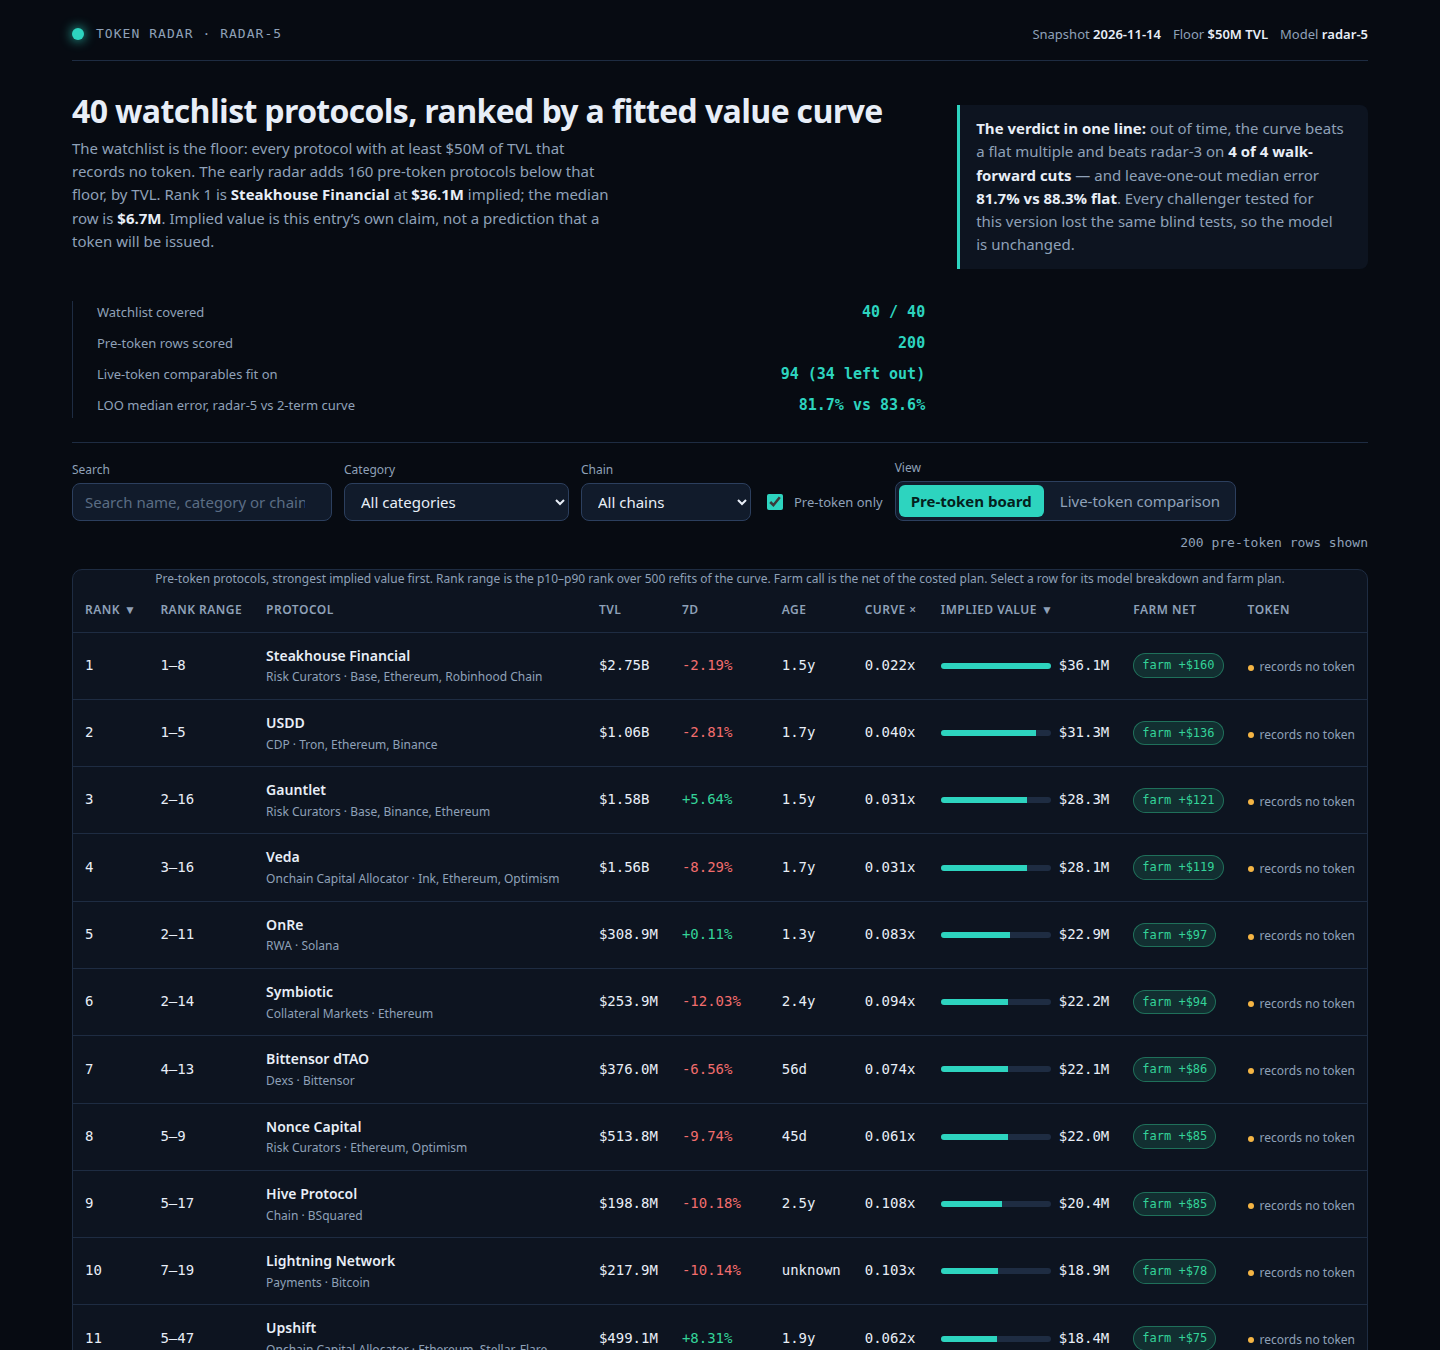 TOKEN RADAR · RADAR-5
Snapshot 2026-11-14 Floor $50M TVL Model radar-5
40 watchlist protocols, ranked by a fitted value curve
The watchlist is the floor: every protocol with at least $50M of TVL that
records no token. The early radar adds 160 pre-token protocols below that
floor, by TVL. Rank 1 is Steakhouse Financial at $36.1M implied; the median
row is $6.7M. Implied value is this entry's own claim, not a prediction that a
token will be issued.
The verdict in one line: out of time, the curve beats
a flat multiple and beats radar-3 on 4 of 4 walk-
forward cuts — and leave-one-out median error
81.7% vs 88.3% flat. Every challenger tested for
this version lost the same blind tests, so the model
is unchanged.
Watchlist covered 40 / 40
Pre-token rows scored 200
Live-token comparables fit on 94 (34 left out)
LOO median error, radar-5 vs 2-term curve 81.7% vs 83.6%
Search Category Chain View
Search name, category or chain All categories All chains Pre-token only Pre-token board Live-token comparison
200 pre-token rows shown
Pre-token protocols, strongest implied value first. Rank range is the p10–p90 rank over 500 refits of the curve. Farm call is the net of the costed plan. Select a row for its model breakdown and farm plan.
RANK ▼ RANK RANGE PROTOCOL TVL 7D AGE CURVE × IMPLIED VALUE ▼ FARM NET TOKEN
1 1–8 Steakhouse Financial $2.75B -2.19% 1.5y 0.022x $36.1M farm +$160 records no token
Risk Curators · Base, Ethereum, Robinhood Chain
2 1–5 USDD $1.06B -2.81% 1.7y 0.040x $31.3M farm +$136 records no token
CDP · Tron, Ethereum, Binance
3 2–16 Gauntlet $1.58B +5.64% 1.5y 0.031x $28.3M farm +$121 records no token
Risk Curators · Base, Binance, Ethereum
4 3–16 Veda $1.56B -8.29% 1.7y 0.031x $28.1M farm +$119 records no token
Onchain Capital Allocator · Ink, Ethereum, Optimism
5 2–11 OnRe $308.9M +0.11% 1.3y 0.083x $22.9M farm +$97 records no token
RWA · Solana
6 2–14 Symbiotic $253.9M -12.03% 2.4y 0.094x $22.2M farm +$94 records no token
Collateral Markets · Ethereum
7 4–13 Bittensor dTAO $376.0M -6.56% 56d 0.074x $22.1M farm +$86 records no token
Dexs · Bittensor
8 5–9 Nonce Capital $513.8M -9.74% 45d 0.061x $22.0M farm +$85 records no token
Risk Curators · Ethereum, Optimism
9 5–17 Hive Protocol $198.8M -10.18% 2.5y 0.108x $20.4M farm +$85 records no token
Chain · BSquared
10 7–19 Lightning Network $217.9M -10.14% unknown 0.103x $18.9M farm +$78 records no token
Payments · Bitcoin
11 5–47 Upshift $499.1M +8.31% 1.9y 0.062x $18.4M farm +$75 records no token
Onchain Capital Allocator · Ethereum, Stellar, Flare